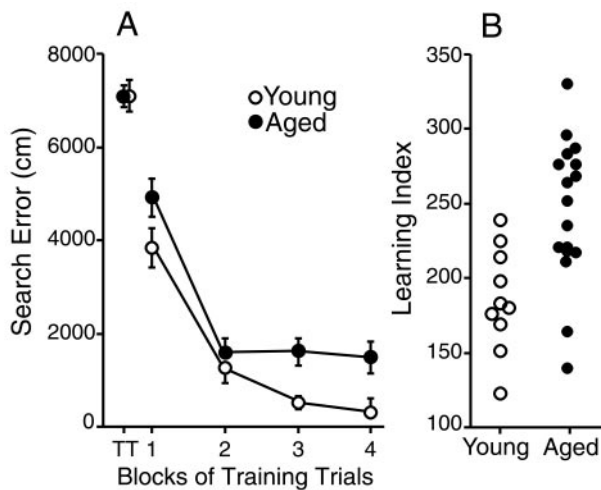 A
B
8000
6000
4000
2000
0
Search Error (cm)
Young
Aged
TT 1 2 3 4
Blocks of Training Trials
350
300
250
200
150
100
Learning Index
Young Aged